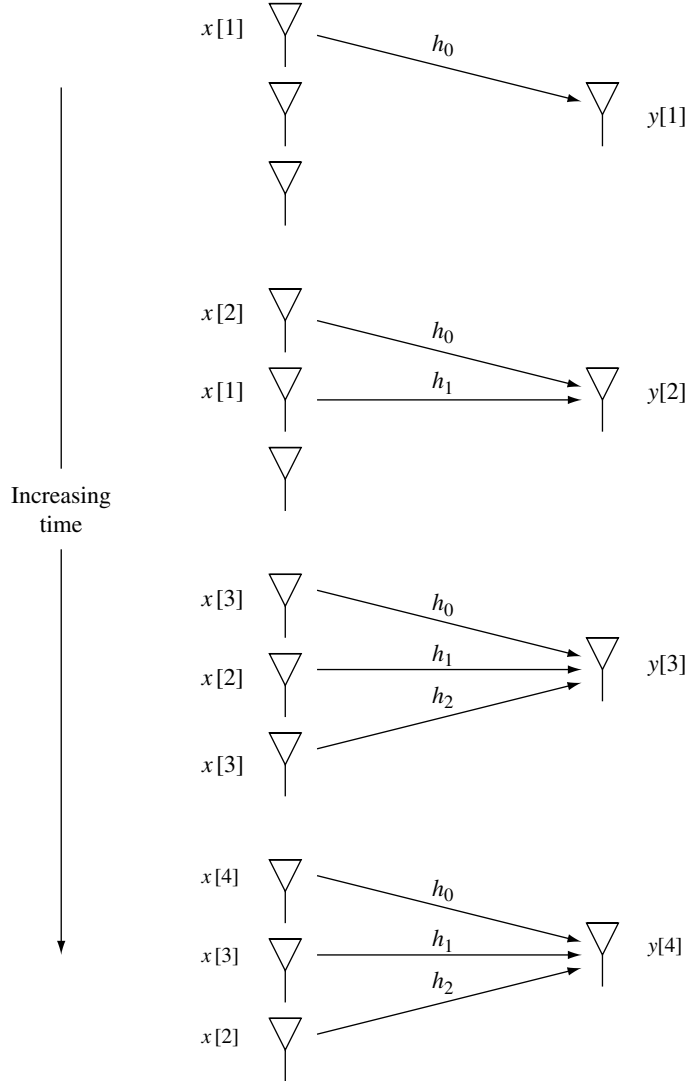 x[1]
h₀
y[1]
x[2]
h₀
x[1]
h₁
y[2]
Increasing
time
x[3]
h₀
x[2]
h₁
y[3]
h₂
x[3]
x[4]
h₀
x[3]
h₁
y[4]
h₂
x[2]